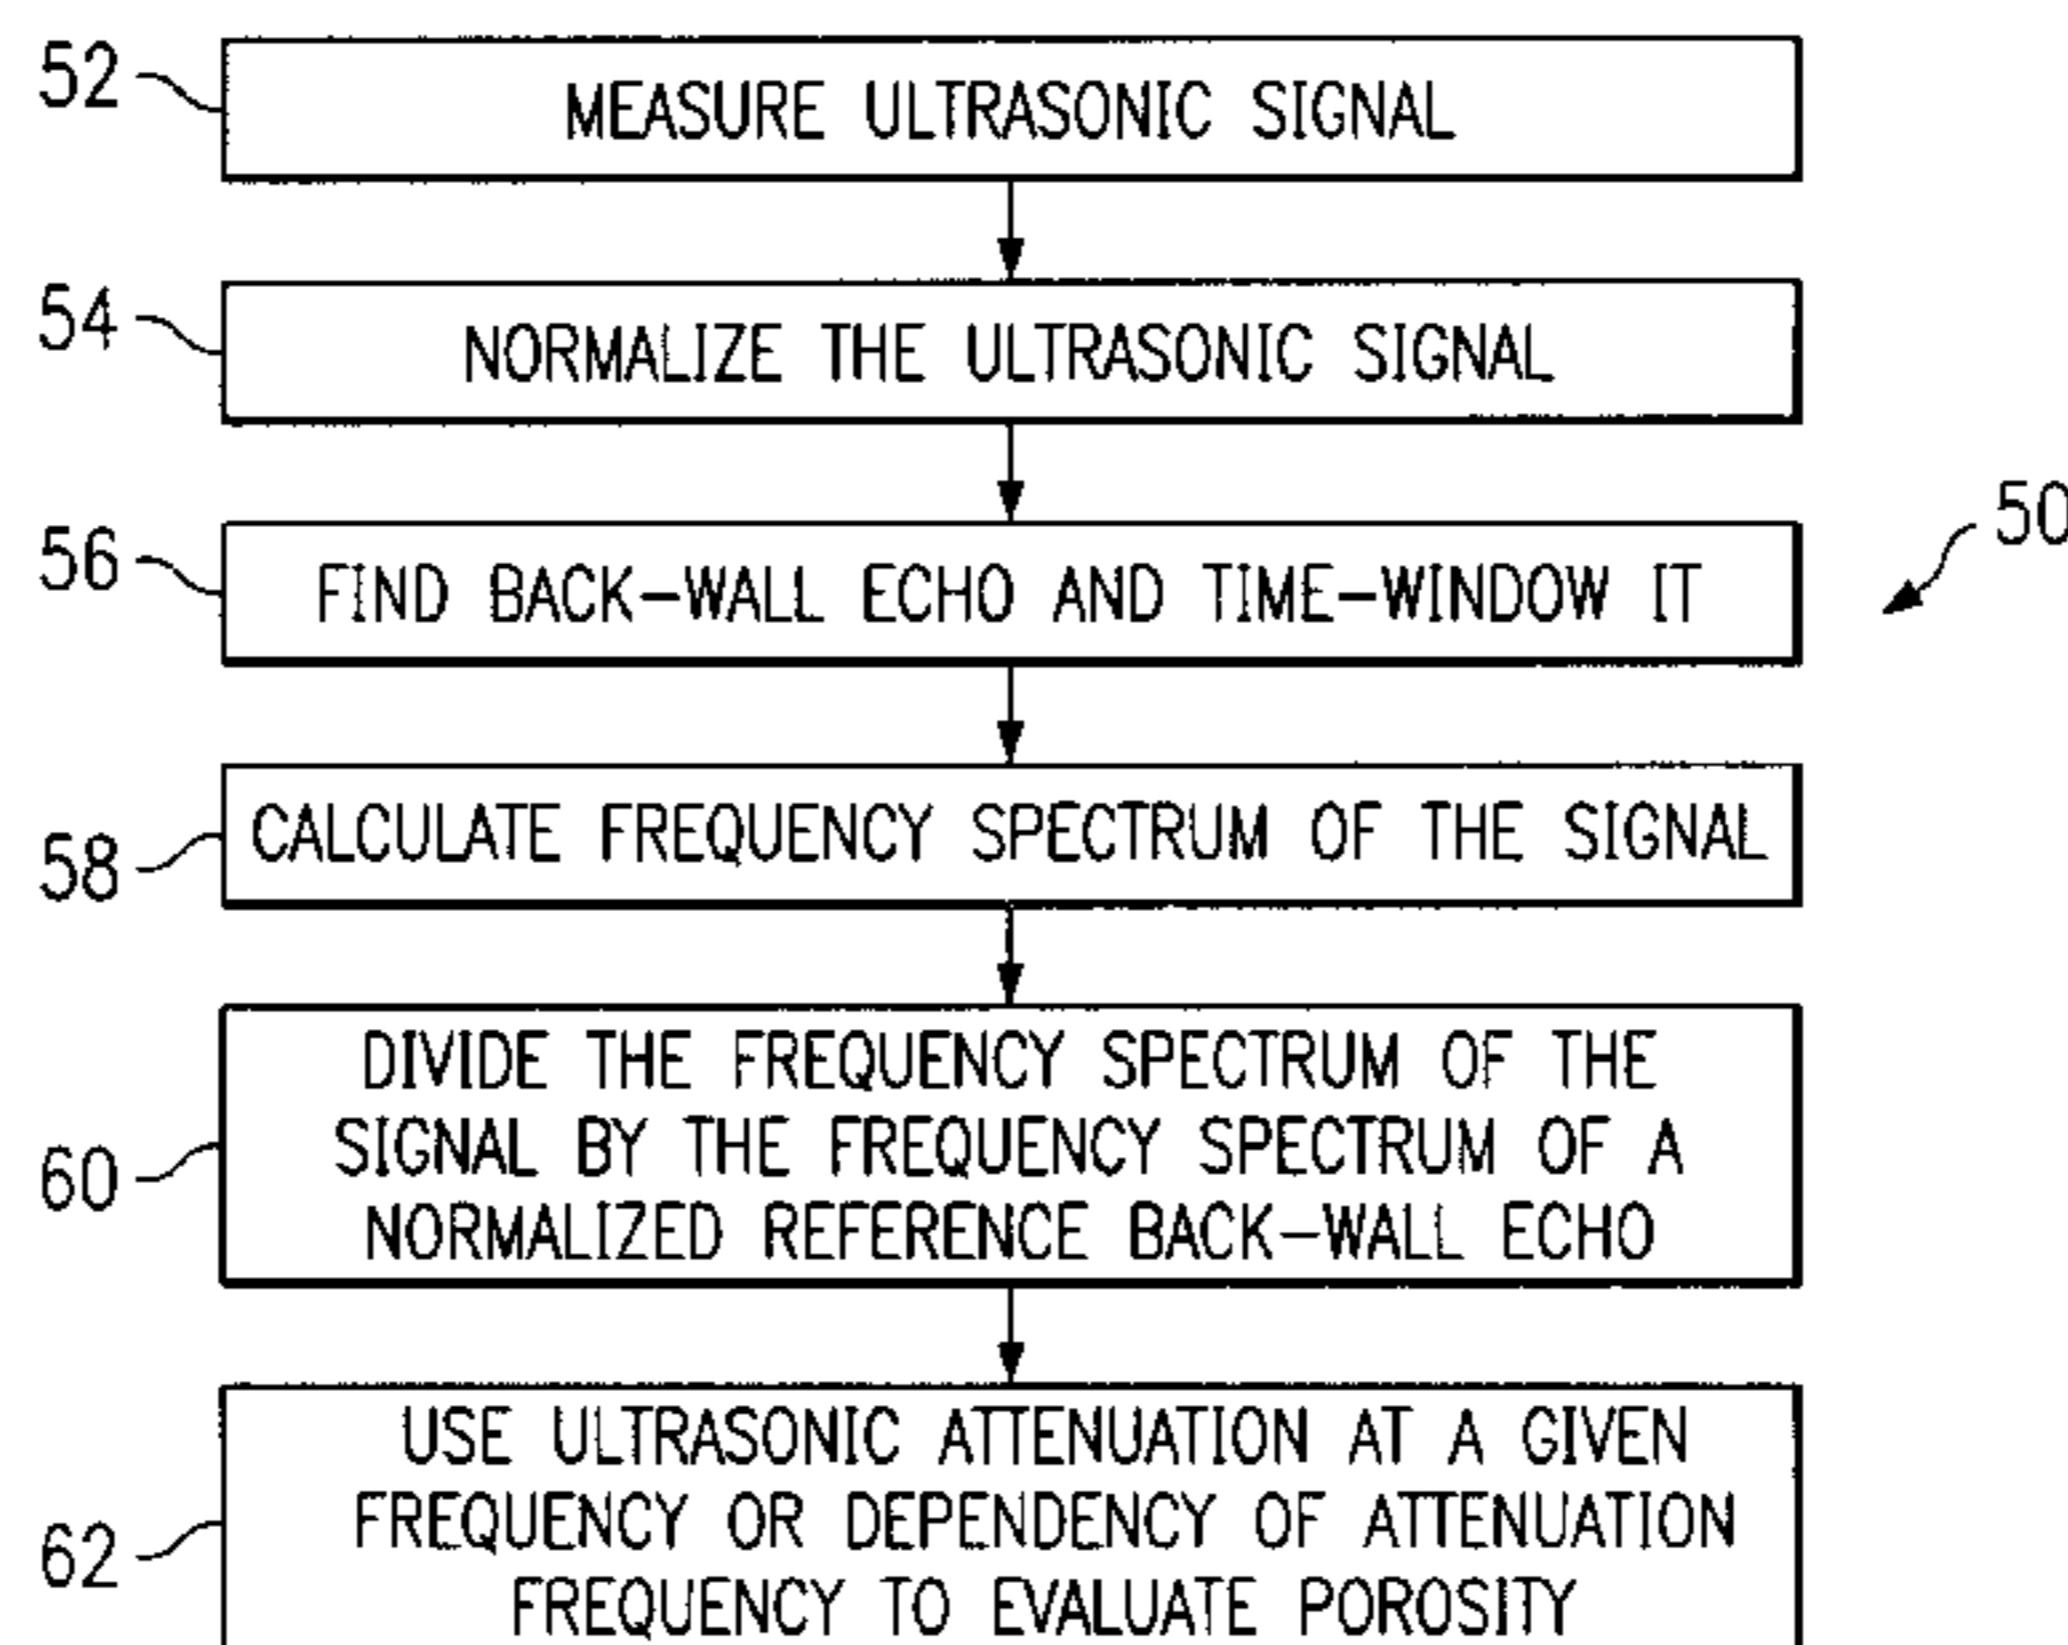 52
MEASURE ULTRASONIC SIGNAL
54
NORMALIZE THE ULTRASONIC SIGNAL
56
FIND BACK-WALL ECHO AND TIME-WINDOW IT
50
58
CALCULATE FREQUENCY SPECTRUM OF THE SIGNAL
60
DIVIDE THE FREQUENCY SPECTRUM OF THE
SIGNAL BY THE FREQUENCY SPECTRUM OF A
NORMALIZED REFERENCE BACK-WALL ECHO
62
USE ULTRASONIC ATTENUATION AT A GIVEN
FREQUENCY OR DEPENDENCY OF ATTENUATION
FREQUENCY TO EVALUATE POROSITY